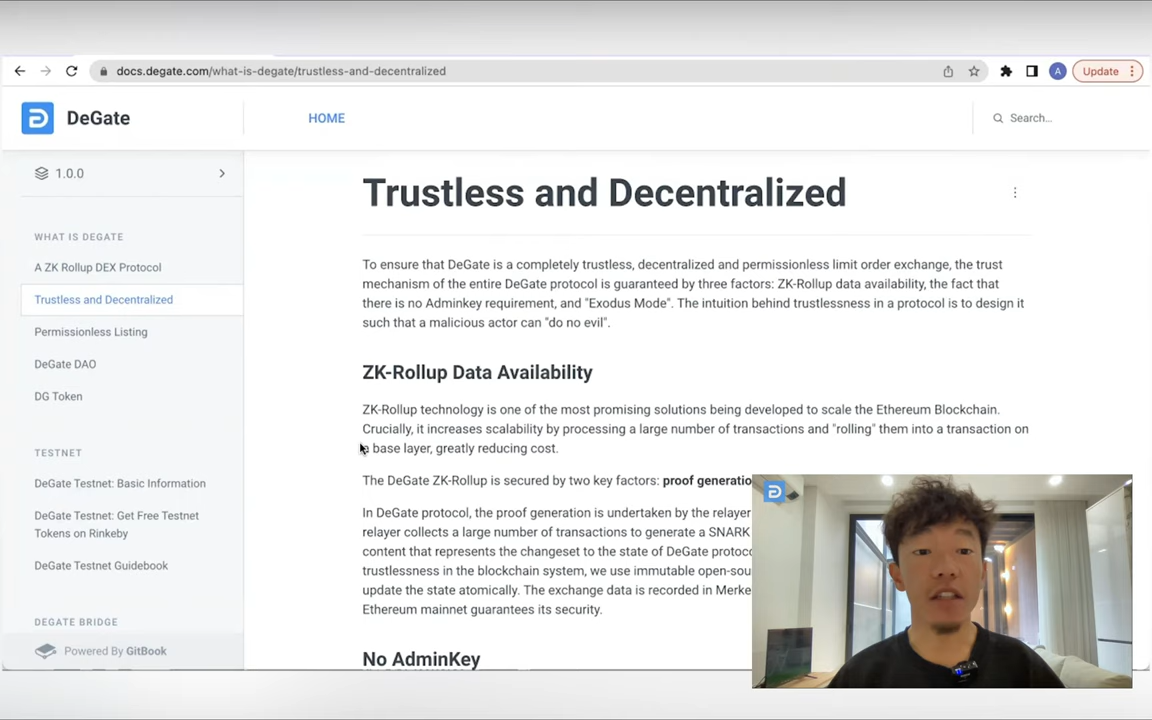 docs.degate.com/what-is-degate/trustless-and-decentralized
A
Update
DeGate
HOME
Search...
1.0.0
WHAT IS DEGATE
A ZK Rollup DEX Protocol
Trustless and Decentralized
Permissionless Listing
DeGate DAO
DG Token
TESTNET
DeGate Testnet: Basic Information
DeGate Testnet: Get Free Testnet
Tokens on Rinkeby
DeGate Testnet Guidebook
DEGATE BRIDGE
Powered By GitBook
Trustless and Decentralized
To ensure that DeGate is a completely trustless, decentralized and permissionless limit order exchange, the trust
mechanism of the entire DeGate protocol is guaranteed by three factors: ZK-Rollup data availability, the fact that
there is no Adminkey requirement, and "Exodus Mode". The intuition behind trustlessness in a protocol is to design it
such that a malicious actor can "do no evil".
ZK-Rollup Data Availability
ZK-Rollup technology is one of the most promising solutions being developed to scale the Ethereum Blockchain.
Crucially, it increases scalability by processing a large number of transactions and "rolling" them into a transaction on
a base layer, greatly reducing cost.
The DeGate ZK-Rollup is secured by two key factors: proof generatio
In DeGate protocol, the proof generation is undertaken by the relayer
relayer collects a large number of transactions to generate a SNARK
content that represents the changeset to the state of DeGate protoc
trustlessness in the blockchain system, we use immutable open-sou
update the state atomically. The exchange data is recorded in Merke
Ethereum mainnet guarantees its security.
No AdminKey